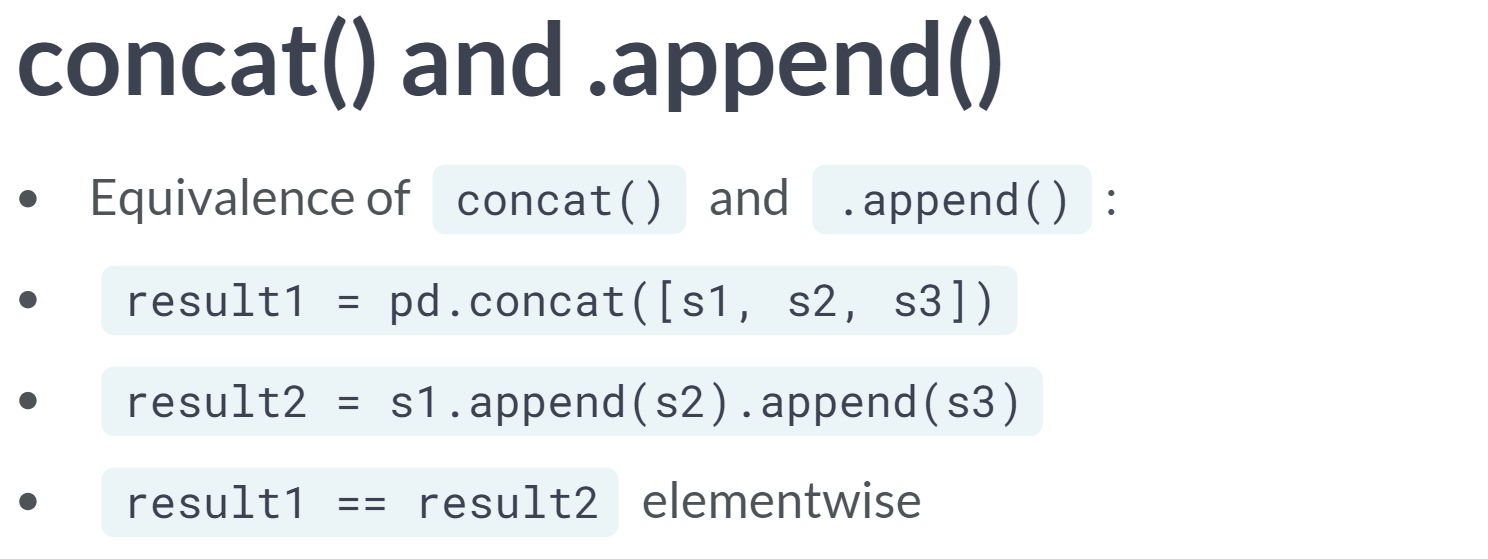 concat() and .append()
• Equivalence of concat() and .append() :
• result1 = pd.concat([s1, s2, s3])
• result2 = s1.append(s2).append(s3)
• result1 == result2 elementwise